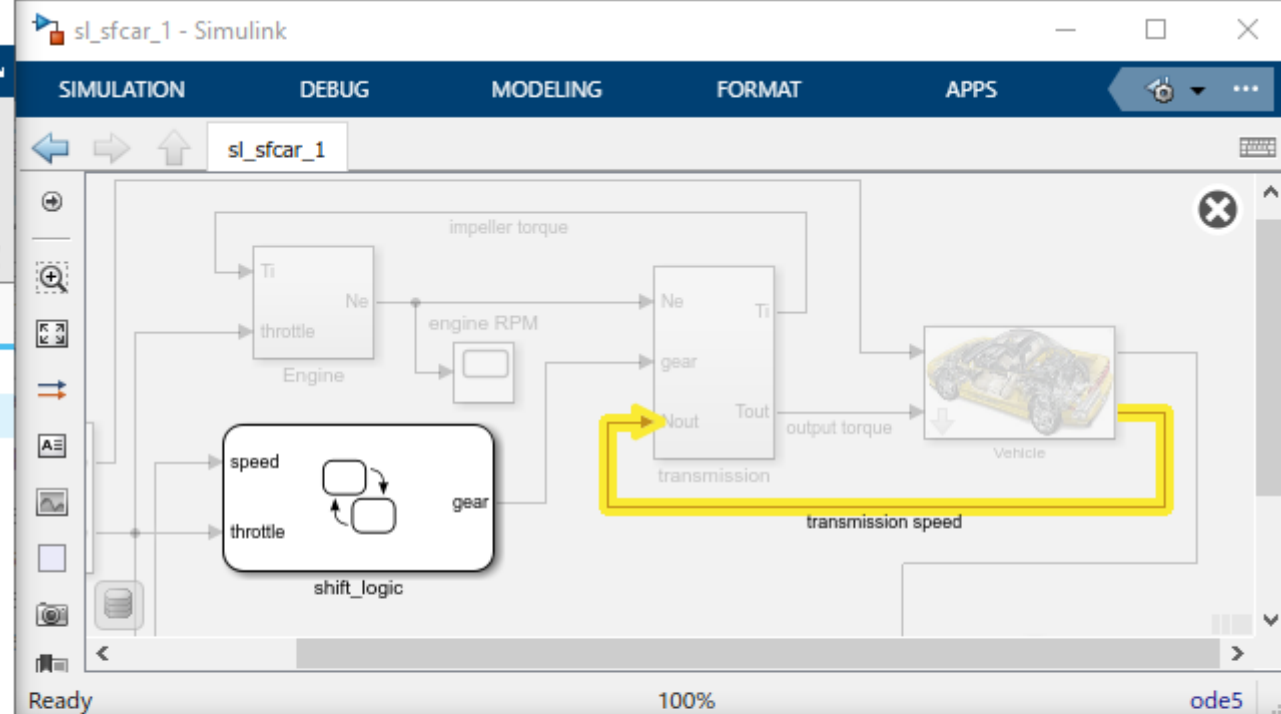 sl_sfcar_1 - Simulink
SIMULATION DEBUG MODELING FORMAT APPS
sl_sfcar_1
impeller torque
Ti
Ne
throttle
Engine
engine RPM
Ne
Ti
gear
Nout
Tout
transmission
output torque
Vehicle
speed
throttle
gear
shift_logic
transmission speed
Ready 100% ode5